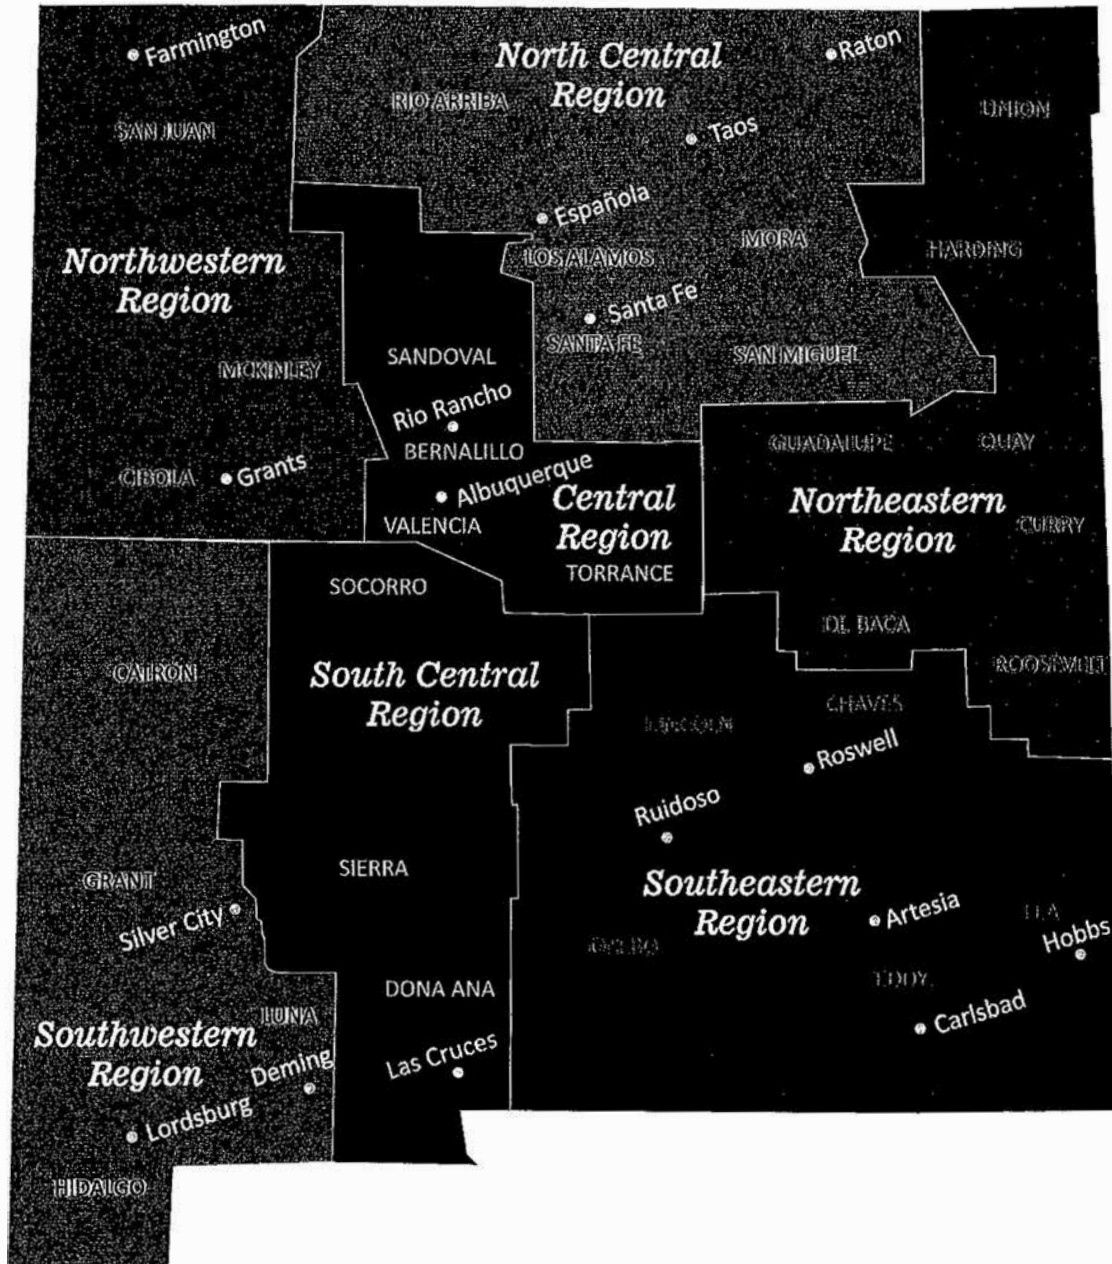 Farmington
SAN JUAN
Northwestern
Region
MCKINLEY
CIBOLA
Grants
North Central
Region
RIO ARRIBA
Raton
Taos
Española
LOS ALAMOS
MORA
Santa Fe
SANTA FE
SAN MIGUEL
UNION
HARDING
SANDOVAL
Rio Rancho
BERNALILLO
Albuquerque
VALENCIA
Central
Region
TORRANCE
GUADALUPE
QUAY
Northeastern
Region
CURRY
DE BACA
ROOSEVELT
SOCORRO
South Central
Region
SIERRA
DONA ANA
Las Cruces
CATRON
GRANT
Silver City
LUNA
Southwestern
Region
Deming
Lordsburg
HIDALGO
LINCOLN
CHAVES
Roswell
Ruidoso
Southeastern
Region
Artesia
LEA
Hobbs
OTERO
EDDY
Carlsbad